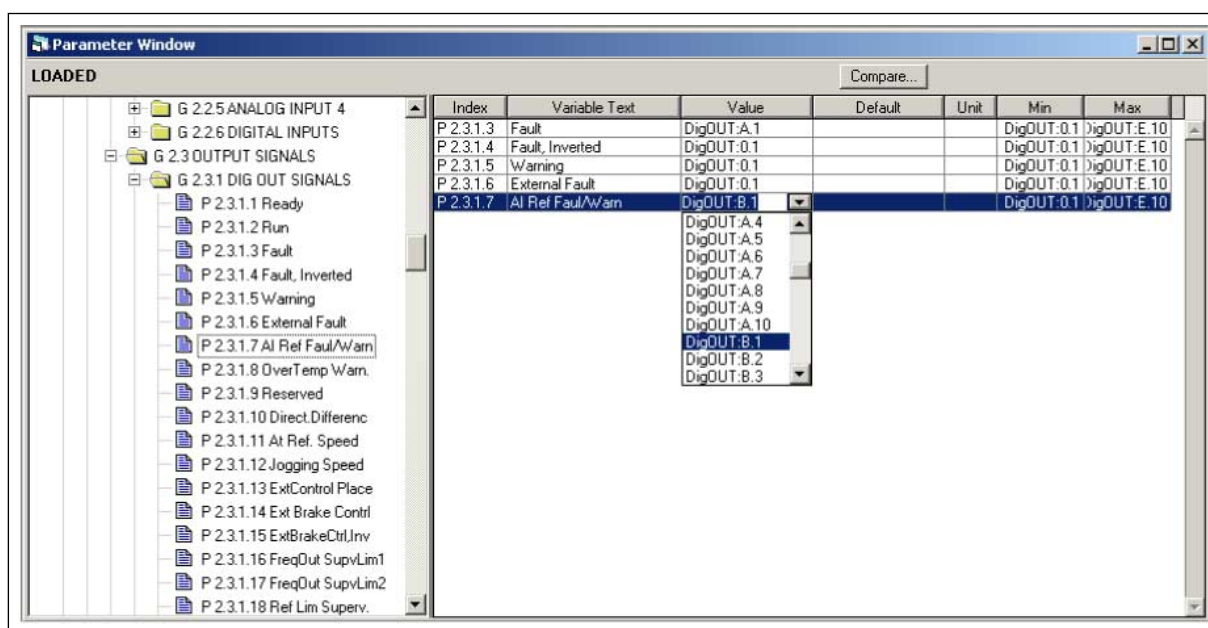 Parameter Window
LOADED
Compare...
G 2.2.5 ANALOG INPUT 4
G 2.2.6 DIGITAL INPUTS
G 2.3 OUTPUT SIGNALS
G 2.3.1 DIG OUT SIGNALS
P 2.3.1.1 Ready
P 2.3.1.2 Run
P 2.3.1.3 Fault
P 2.3.1.4 Fault, Inverted
P 2.3.1.5 Warning
P 2.3.1.6 External Fault
P 2.3.1.7 AI Ref Faul/Warn
P 2.3.1.8 OverTemp Warn.
P 2.3.1.9 Reserved
P 2.3.1.10 Direct.Differenc
P 2.3.1.11 At Ref. Speed
P 2.3.1.12 Jogging Speed
P 2.3.1.13 ExtControl Place
P 2.3.1.14 Ext Brake Contrl
P 2.3.1.15 ExtBrakeCtrl,Inv
P 2.3.1.16 FreqOut SupvLim1
P 2.3.1.17 FreqOut SupvLim2
P 2.3.1.18 Ref Lim Superv.
Index Variable Text Value Default Unit Min Max
P 2.3.1.3 Fault DigOUT:A.1 DigOUT:0.1 DigOUT:E.10
P 2.3.1.4 Fault, Inverted DigOUT:0.1 DigOUT:0.1 DigOUT:E.10
P 2.3.1.5 Warning DigOUT:0.1 DigOUT:0.1 DigOUT:E.10
P 2.3.1.6 External Fault DigOUT:0.1 DigOUT:0.1 DigOUT:E.10
P 2.3.1.7 AI Ref Faul/Warn DigOUT:B.1 DigOUT:0.1 DigOUT:E.10
DigOUT:A.4
DigOUT:A.5
DigOUT:A.6
DigOUT:A.7
DigOUT:A.8
DigOUT:A.9
DigOUT:A.10
DigOUT:B.1
DigOUT:B.2
DigOUT:B.3